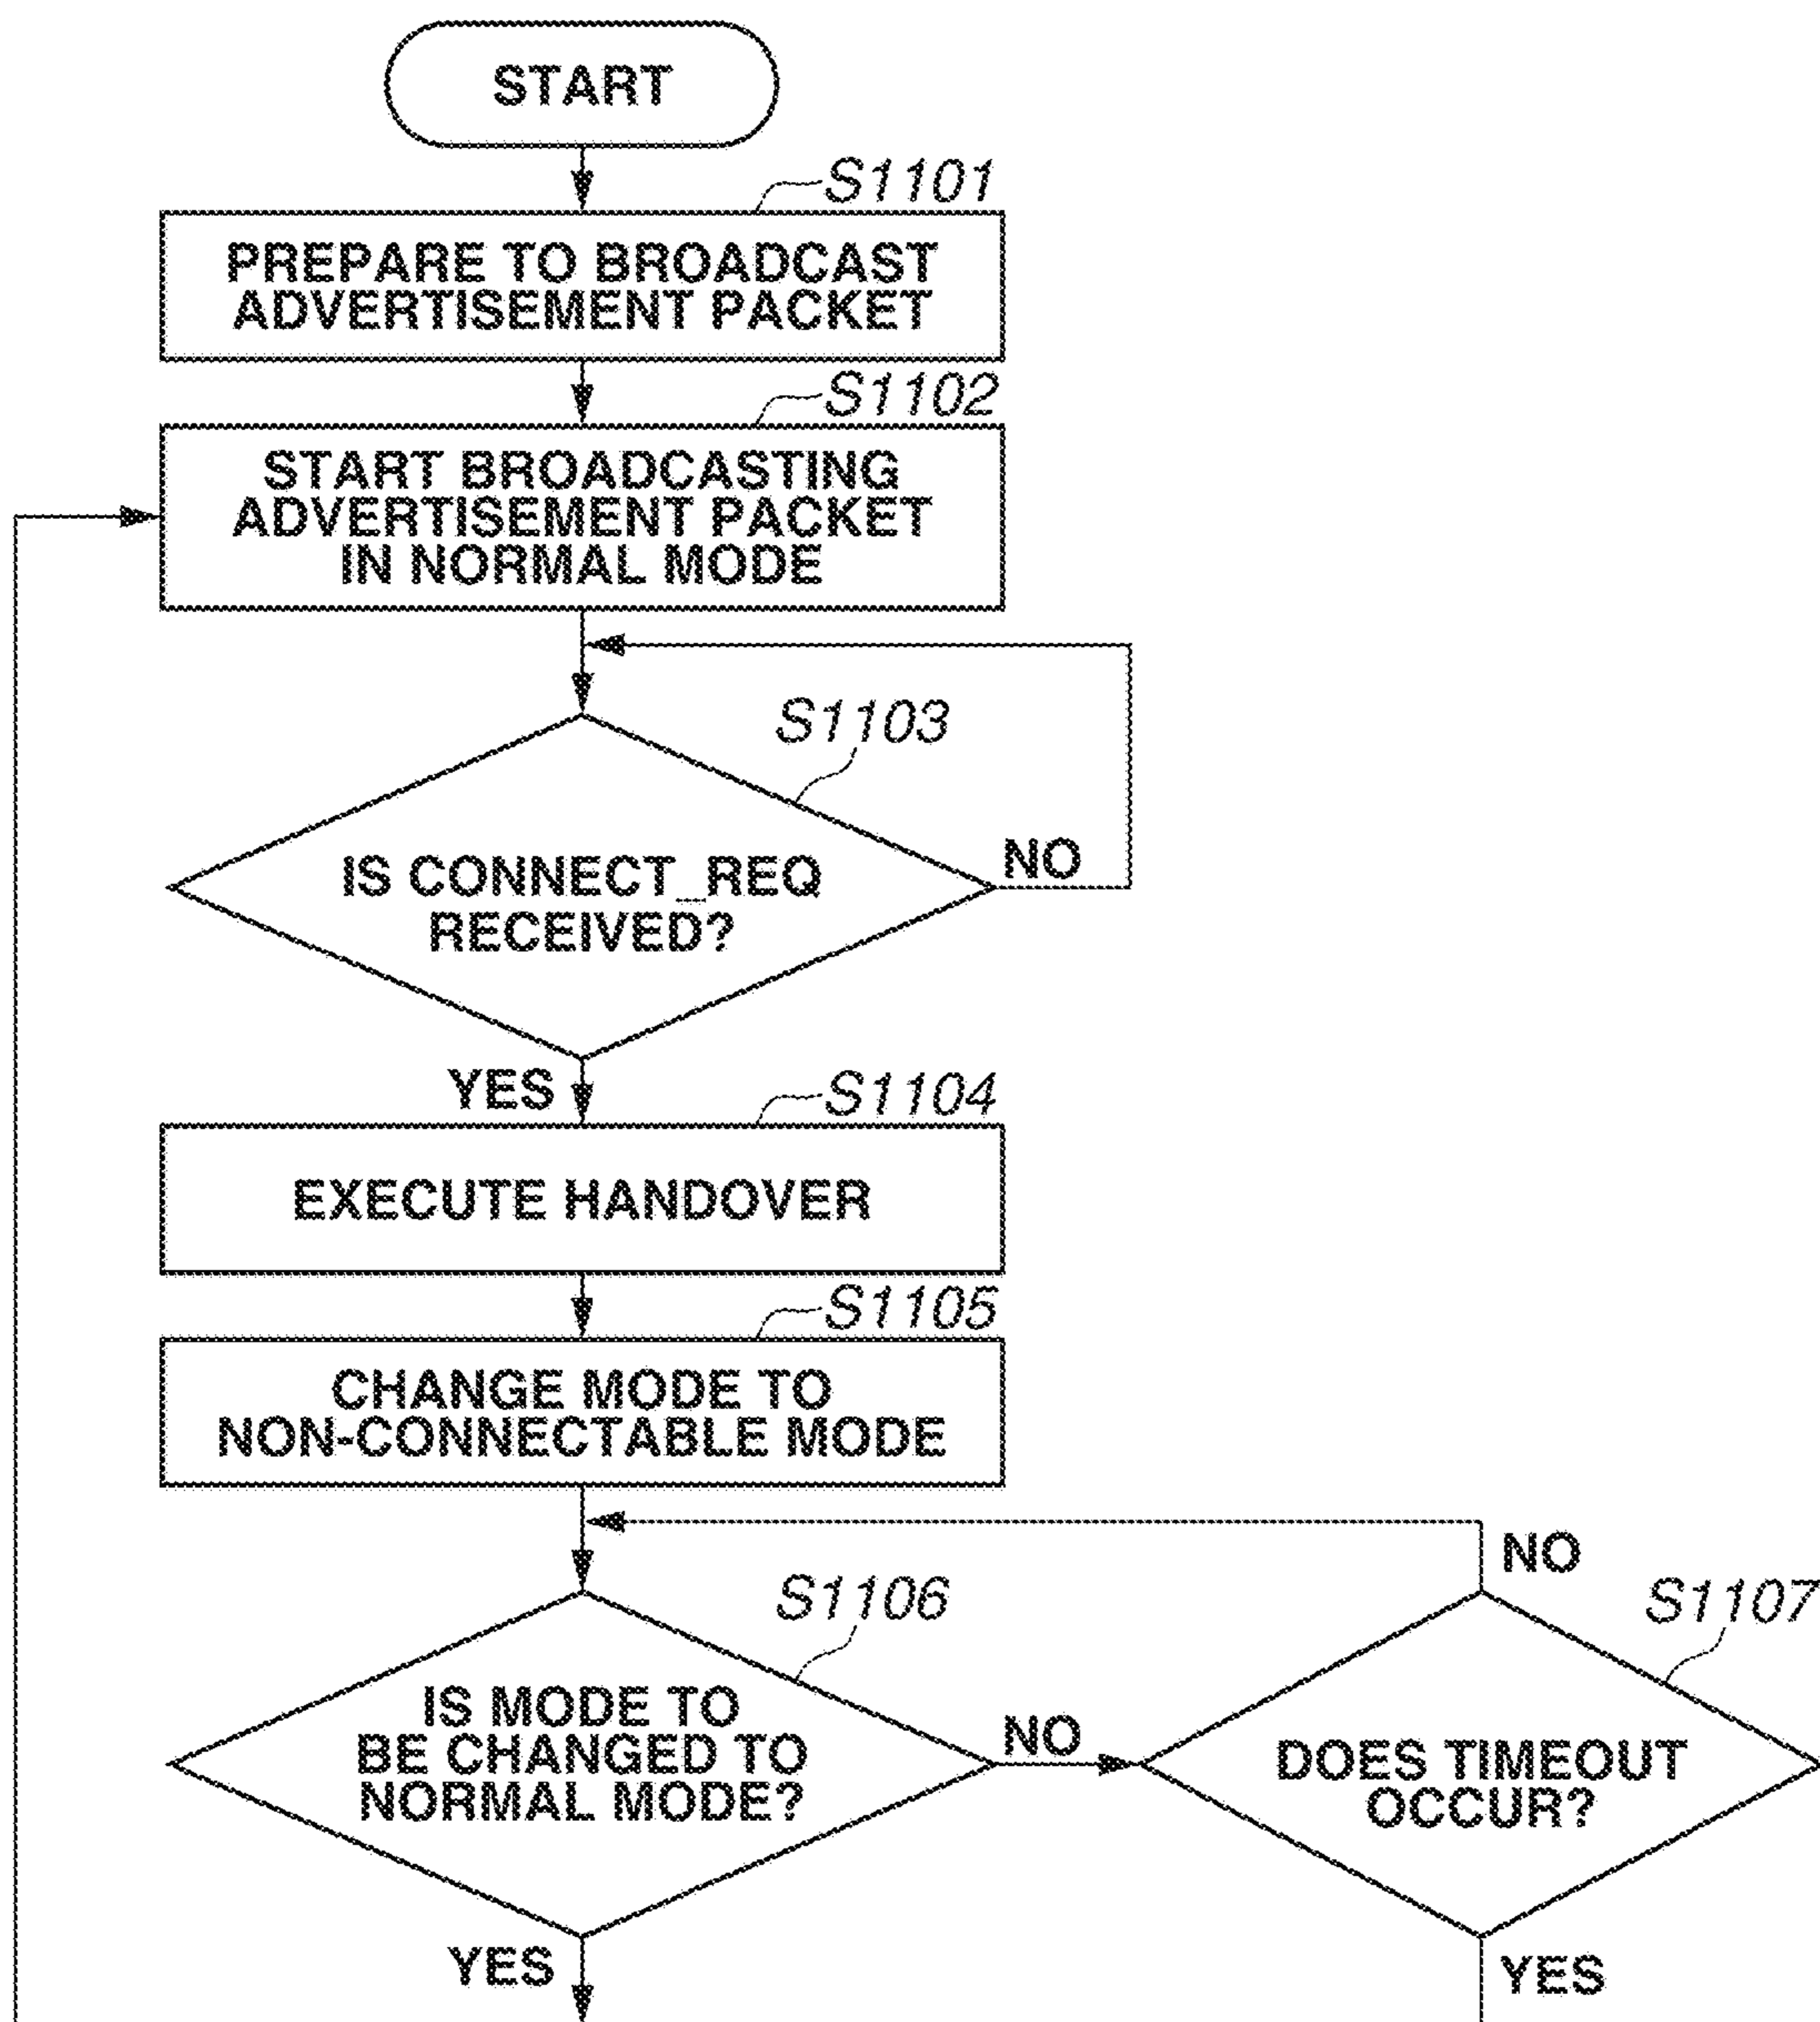 START
S1101
PREPARE TO BROADCAST
ADVERTISEMENT PACKET
S1102
START BROADCASTING
ADVERTISEMENT PACKET
IN NORMAL MODE
S1103
IS CONNECT_REQ
RECEIVED?
NO
YES
S1104
EXECUTE HANDOVER
S1105
CHANGE MODE TO
NON-CONNECTABLE MODE
NO
S1106
S1107
IS MODE TO
BE CHANGED TO
NORMAL MODE?
NO
DOES TIMEOUT
OCCUR?
YES
YES